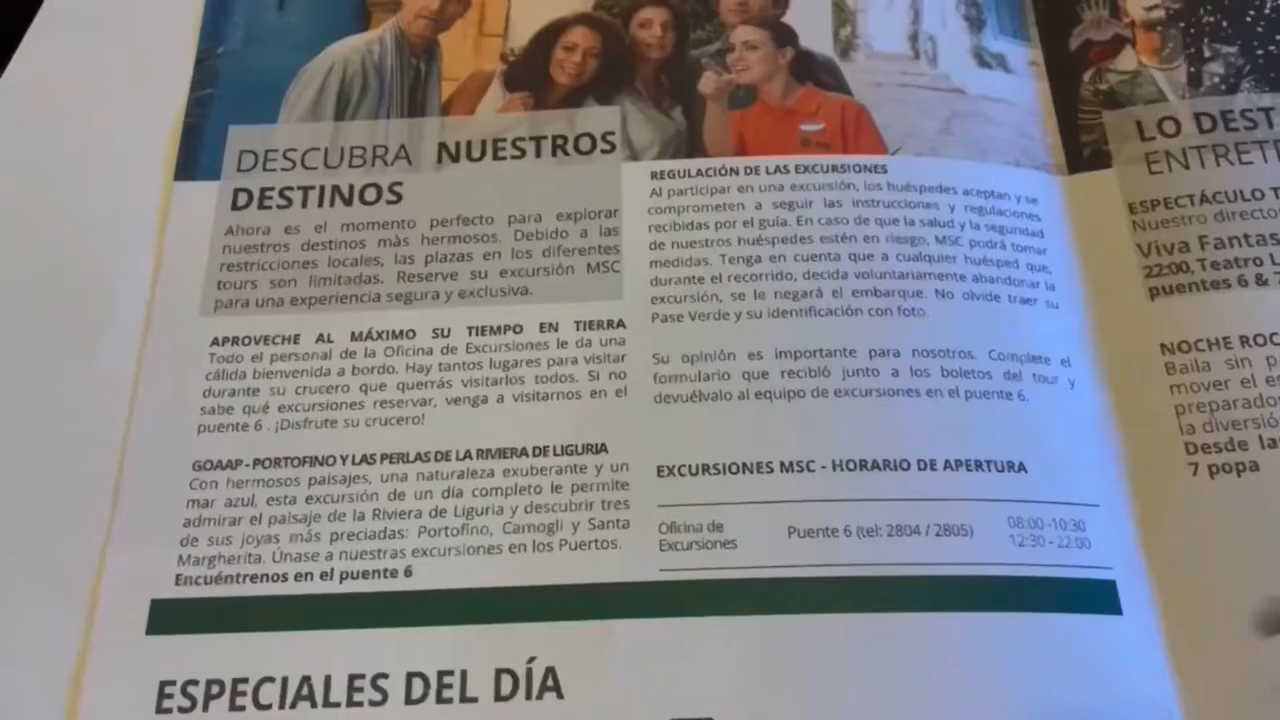 DESCUBRA NUESTROS
DESTINOS
Ahora es el momento perfecto para explorar
nuestros destinos màs hermosos. Debido a las
restricciones locales, las plazas en los diferentes
tours son limitadas. Reserve su excursión MSC
para una experiencia segura y exclusiva.
APROVECHE AL MÁXIMO SU TIEMPO EN TIERRA
Todo el personal de la Oficina de Excursiones le da una
cálida bienvenida a bordo. Hay tantos lugares para visitar
durante su crucero que querrás visitarlos todos. Si no
sabe qué excursiones reservar, venga a visitarnos en el
puente 6 . ¡Disfrute su crucero!
GOAAP - PORTOFINO Y LAS PERLAS DE LA RIVIERA DE LIGURIA
Con hermosos paisajes, una naturaleza exuberante y un
mar azul, esta excursión de un día completo le permite
admirar el paisaje de la Riviera de Liguria y descubrir tres
de sus joyas más preciadas: Portofino, Camogli y Santa
Margherita. Únase a nuestras excursiones en los Puertos.
Encuéntrenos en el puente 6
REGULACIÓN DE LAS EXCURSIONES
Al participar en una excursión, los huéspedes aceptan y se
comprometen a seguir las instrucciones y regulaciones
recibidas por el guía. En caso de que la salud y la seguridad
de nuestros huéspedes estén en riesgo, MSC podrá tomar
medidas. Tenga en cuenta que a cualquier huésped que,
durante el recorrido, decida voluntariamente abandonar la
excursión, se le negará el embarque. No olvide traer su
Pase Verde y su identificación con foto.
Su opinión es importante para nosotros. Complete el
formulario que recibió junto a los boletos del tour y
devuélvalo al equipo de excursiones en el puente 6.
EXCURSIONES MSC - HORARIO DE APERTURA
Oficina de
Excursiones
Puente 6 (tel: 2804 / 2805)
08:00 -10:30
12:30 - 22:00
ESPECIALES DEL DÍA
LO DEST
ENTRETE
ESPECTÁCULO T
Nuestro directo
Viva Fantas
22:00, Teatro L
puentes 6 & 7
NOCHE ROC
Baila sin p
mover el es
preparado
la diversió
Desde la
7 popa